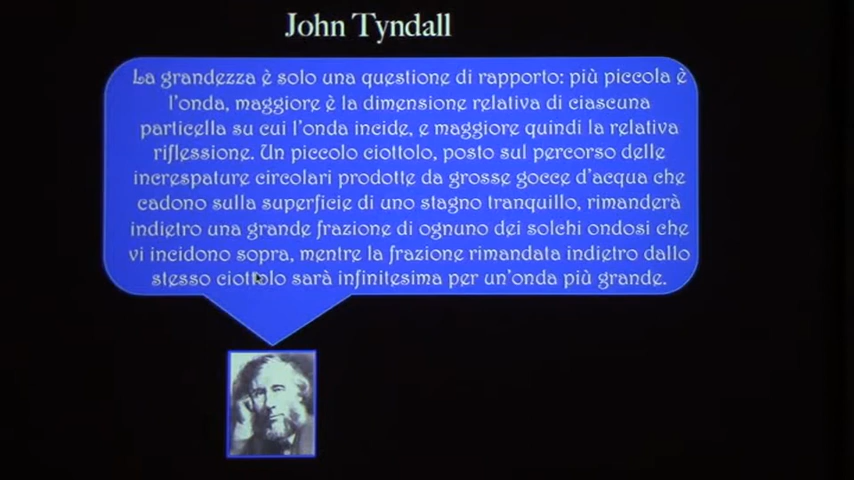 John Tyndall
La grandezza è solo una questione di rapporto: più piccola è
l'onda, maggiore è la dimensione relativa di ciascuna
particella su cui l'onda incide, e maggiore quindi la relativa
riflessione. Un piccolo ciottolo, posto sul percorso delle
increspature circolari prodotte da grosse gocce d'acqua che
cadono sulla superficie di uno stagno tranquillo, rimanderà
indietro una grande frazione di ognuno dei solchi ondosi che
vi incidono sopra, mentre la frazione rimandata indietro dallo
stesso ciottolo sarà infinitesima per un'onda più grande.